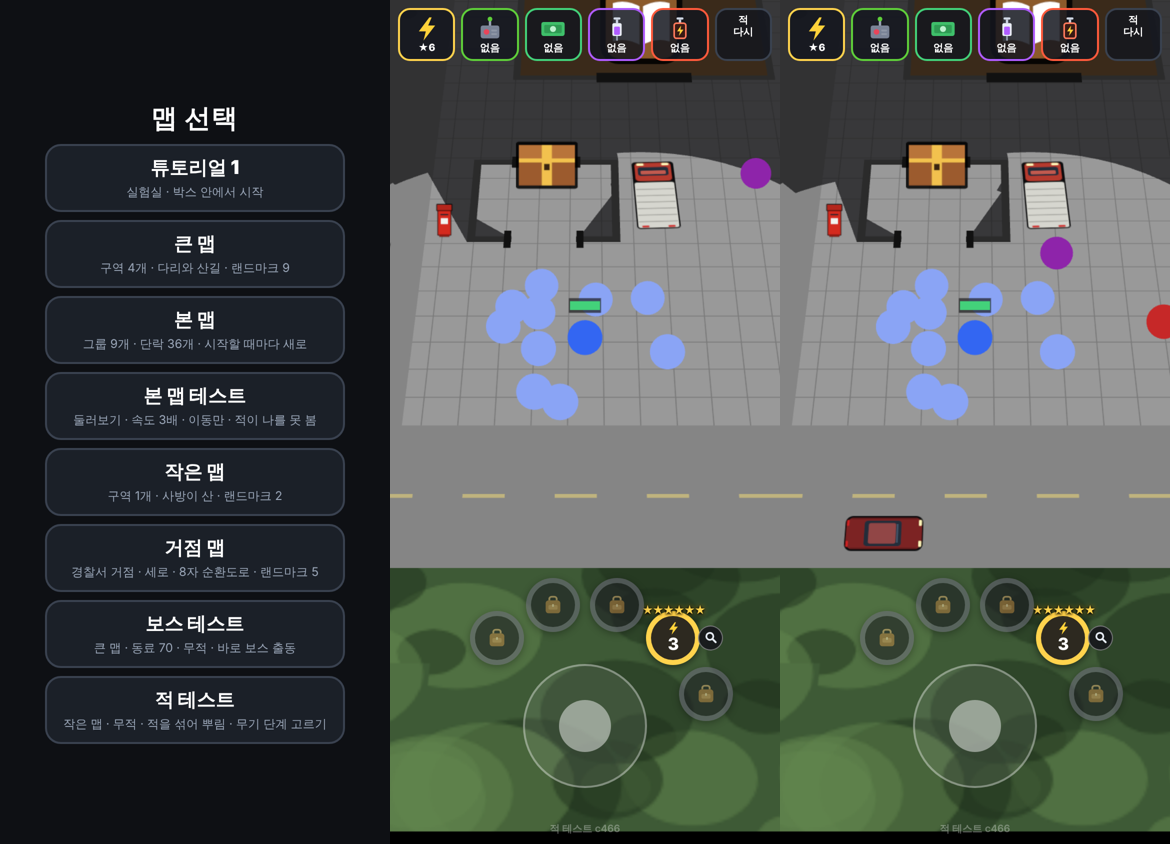 맵 선택
튜토리얼 1
실험실 · 박스 안에서 시작
큰 맵
구역 4개 · 다리와 산길 · 랜드마크 9
본 맵
그룹 9개 · 단락 36개 · 시작할 때마다 새로
본 맵 테스트
둘러보기 · 속도 3배 · 이동만 · 적이 나를 못 봄
작은 맵
구역 1개 · 사방이 산 · 랜드마크 2
거점 맵
경찰서 거점 · 세로 · 8자 순환도로 · 랜드마크 5
보스 테스트
큰 맵 · 동료 70 · 무적 · 바로 보스 출동
적 테스트
작은 맵 · 무적 · 적을 섞어 뿌림 · 무기 단계 고르기
★6
없음
없음
없음
없음
적
다시
★★★★★★
3
적 테스트 c466
★6
없음
없음
없음
없음
적
다시
★★★★★★
3
적 테스트 c466